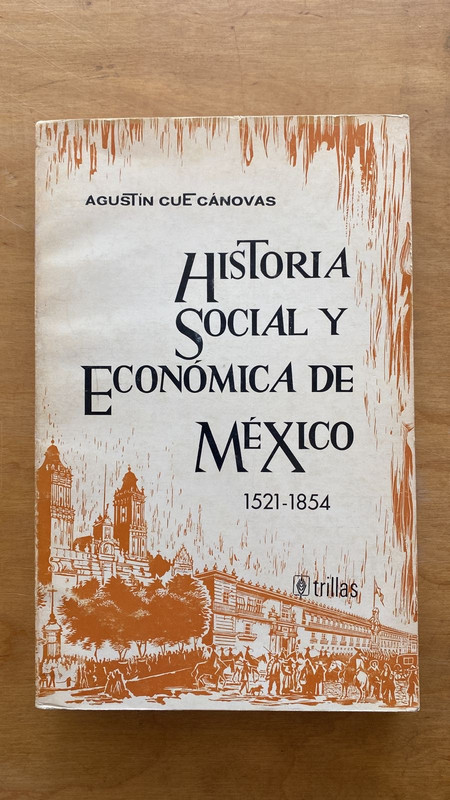 AGUSTÍN CUE CÁNOVAS
HISTORIA
SOCIAL Y
ECONÓMICA DE
MÉXICO
1521-1854
trillas